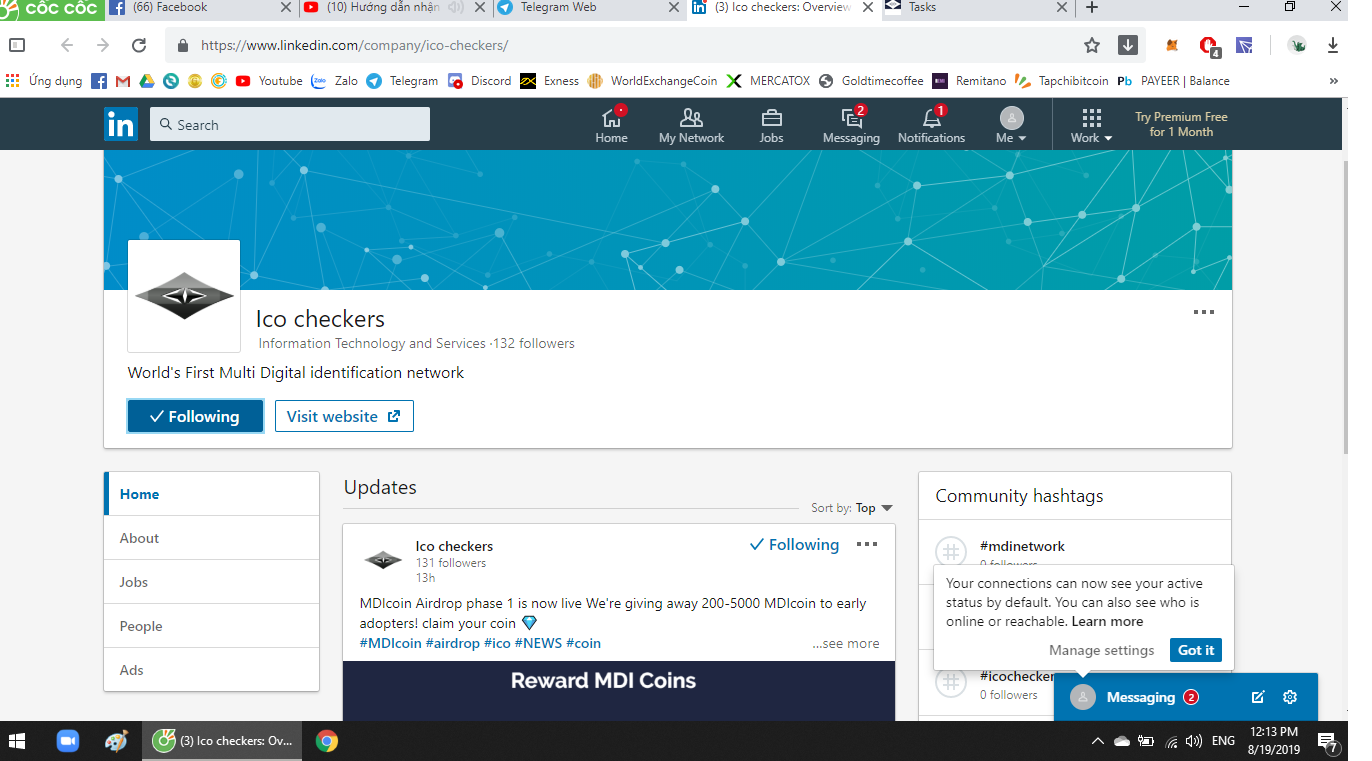 CỐC CỐC
(66) Facebook
(10) Hướng dẫn nhận
Telegram Web
(3) Ico checkers: Overview
Tasks
https://www.linkedin.com/company/ico-checkers/
4
Ứng dụng
Youtube
Zalo
Zalo
Telegram
Discord
Exness
WorldExchangeCoin
MERCATOX
Goldtimecoffee
Remitano
Tapchibitcoin
Pb PAYEER | Balance
»
in
Search
Home
My Network
Jobs
2
Messaging
1
Notifications
Me
Work
Try Premium Free
for 1 Month
Ico checkers
Information Technology and Services ·132 followers
World's First Multi Digital identification network
Following
Visit website
Home
About
Jobs
People
Ads
Updates
Sort by: Top
Ico checkers
131 followers
13h
Following
MDIcoin Airdrop phase 1 is now live We're giving away 200-5000 MDIcoin to early
adopters! claim your coin
#MDIcoin #airdrop #ico #NEWS #coin
...see more
Reward MDI Coins
Community hashtags
#mdinetwork
0 followers
Your connections can now see your active
status by default. You can also see who is
online or reachable. Learn more
Manage settings
Got it
#icochecker
0 followers
Messaging 2
(3) Ico checkers: Ov...
ENG
12:13 PM
8/19/2019
7